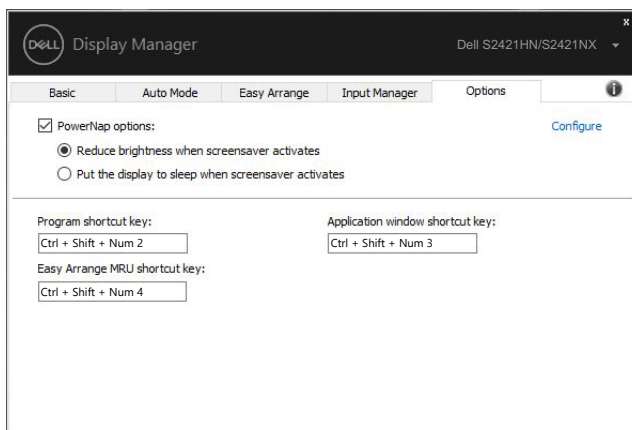 x
DELL Display Manager Dell S2421HN/S2421NX
Basic Auto Mode Easy Arrange Input Manager Options
PowerNap options: Configure
Reduce brightness when screensaver activates
Put the display to sleep when screensaver activates
Program shortcut key: Application window shortcut key:
Ctrl + Shift + Num 2 Ctrl + Shift + Num 3
Easy Arrange MRU shortcut key:
Ctrl + Shift + Num 4